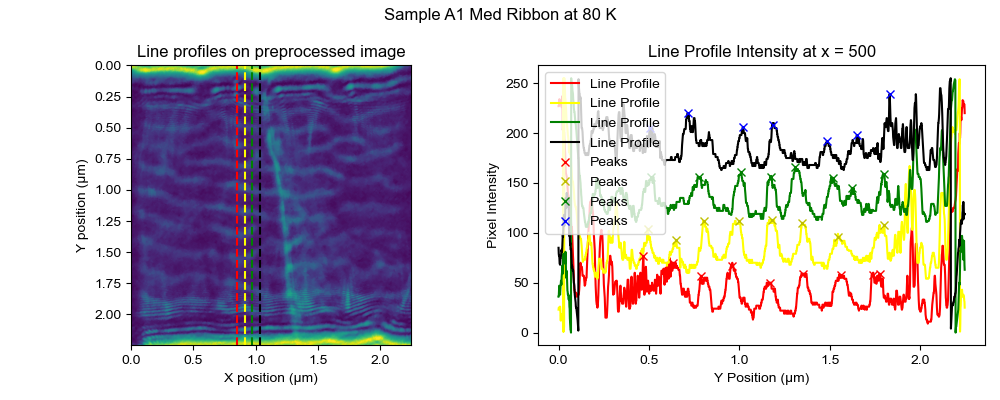 Sample A1 Med Ribbon at 80 K
Line profiles on preprocessed image
0.00
0.25
0.50
0.75
1.00
1.25
1.50
1.75
2.00
Y position (μm)
0.0
0.5
1.0
1.5
2.0
X position (μm)
Line Profile Intensity at x = 500
250
200
150
100
50
0
Pixel Intensity
Line Profile
Line Profile
Line Profile
Line Profile
Peaks
Peaks
Peaks
Peaks
0.0
0.5
1.0
1.5
2.0
Y Position (μm)